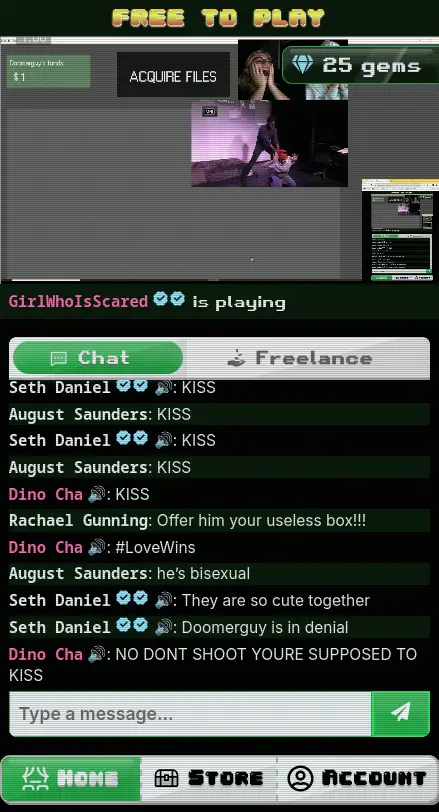 FREE TO PLAY
1.00
Doomerguy's funds
$ 1
ACQUIRE FILES
25 gems
GirlWhoIsScared is playing
Chat
Freelance
Seth Daniel 🔊: KISS
August Saunders: KISS
Seth Daniel 🔊: KISS
August Saunders: KISS
Dino Cha 🔊: KISS
Rachael Gunning: Offer him your useless box!!!
Dino Cha 🔊: #LoveWins
August Saunders: he's bisexual
Seth Daniel 🔊: They are so cute together
Seth Daniel 🔊: Doomerguy is in denial
Dino Cha 🔊: NO DONT SHOOT YOURE SUPPOSED TO
KISS
Type a message...
Home
Store
Account